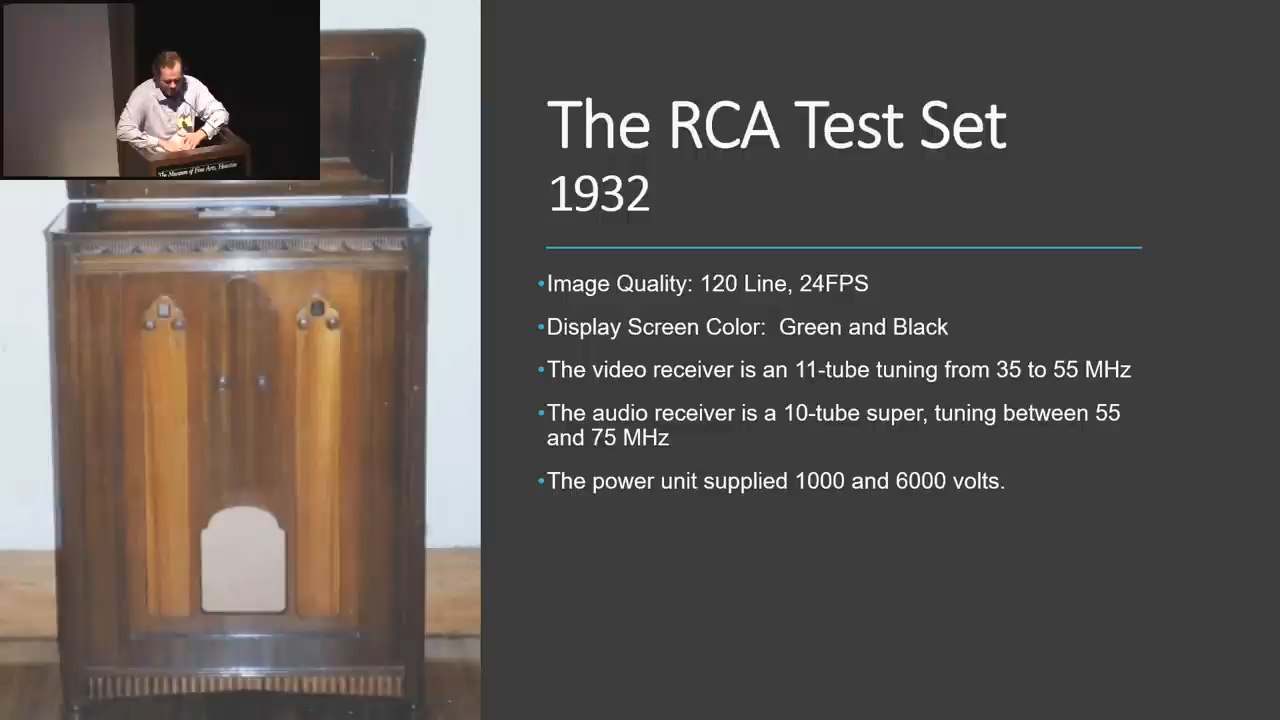 The Museum of Fine Arts, Houston
The RCA Test Set
1932
•Image Quality: 120 Line, 24FPS
•Display Screen Color:  Green and Black
•The video receiver is an 11-tube tuning from 35 to 55 MHz
•The audio receiver is a 10-tube super, tuning between 55
and 75 MHz
•The power unit supplied 1000 and 6000 volts.